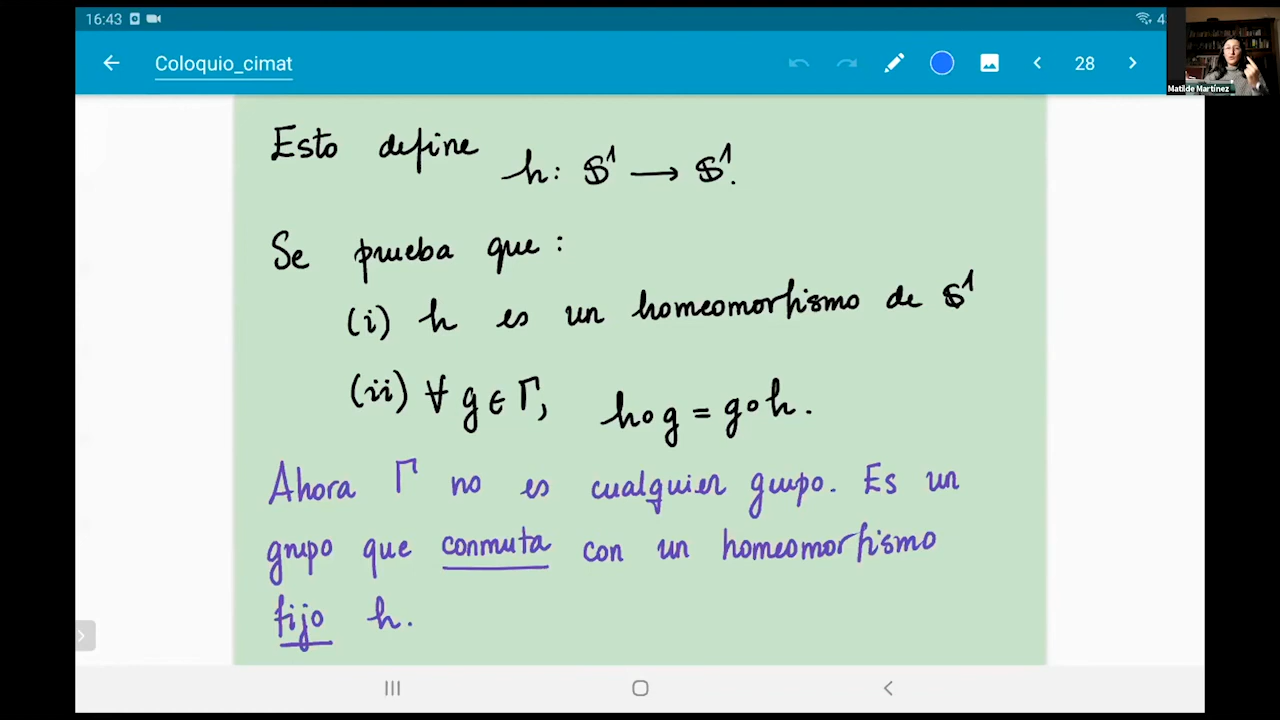 16:43
Coloquio_cimat
28
Matilde Martínez
Esto define h: 𝕊¹ ⟶ 𝕊¹.
Se prueba que:
(i) h es un homeomorfismo de 𝕊¹
(ii) ∀ g ∈ Γ, h∘g = g∘h.
Ahora Γ no es cualquier grupo. Es un
grupo que conmuta con un homeomorfismo
fijo h.